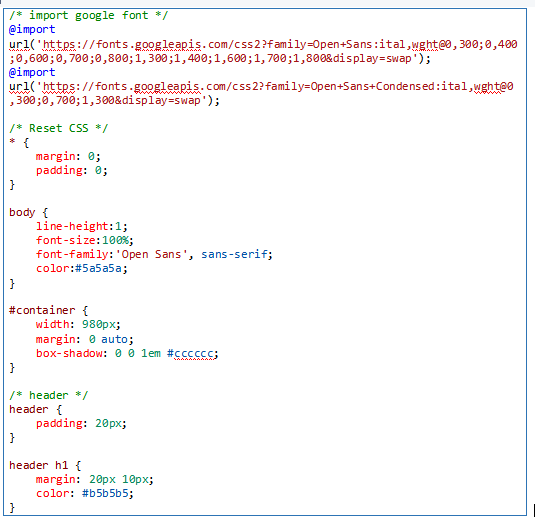 /* import google font */
@import
url('https://fonts.googleapis.com/css2?family=Open+Sans:ital,wght@0,300;0,400
;0,600;0,700;0,800;1,300;1,400;1,600;1,700;1,800&display=swap');
@import
url('https://fonts.googleapis.com/css2?family=Open+Sans+Condensed:ital,wght@0
,300;0,700;1,300&display=swap');

/* Reset CSS */
* {
    margin: 0;
    padding: 0;
}

body {
    line-height:1;
    font-size:100%;
    font-family:'Open Sans', sans-serif;
    color:#5a5a5a;
}

#container {
    width: 980px;
    margin: 0 auto;
    box-shadow: 0 0 1em #cccccc;
}

/* header */
header {
    padding: 20px;
}

header h1 {
    margin: 20px 10px;
    color: #b5b5b5;
}